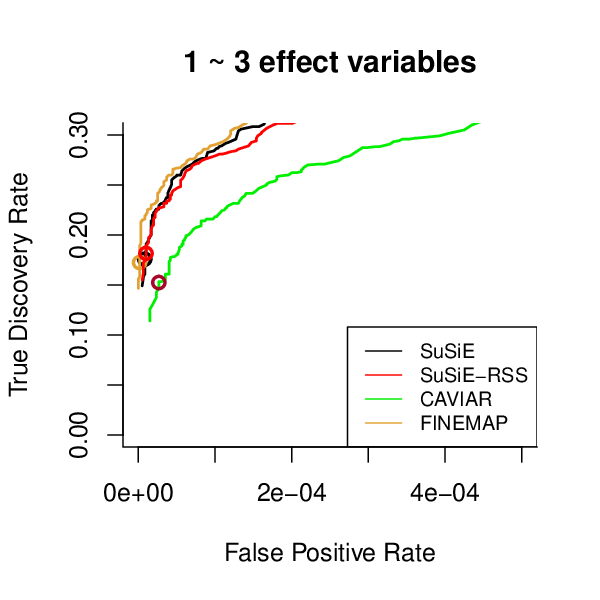 1 ~ 3 effect variables
True Discovery Rate
0.30
0.20
0.10
0.00
SuSiE
SuSiE−RSS
CAVIAR
FINEMAP
0e+00 2e−04 4e−04
False Positive Rate